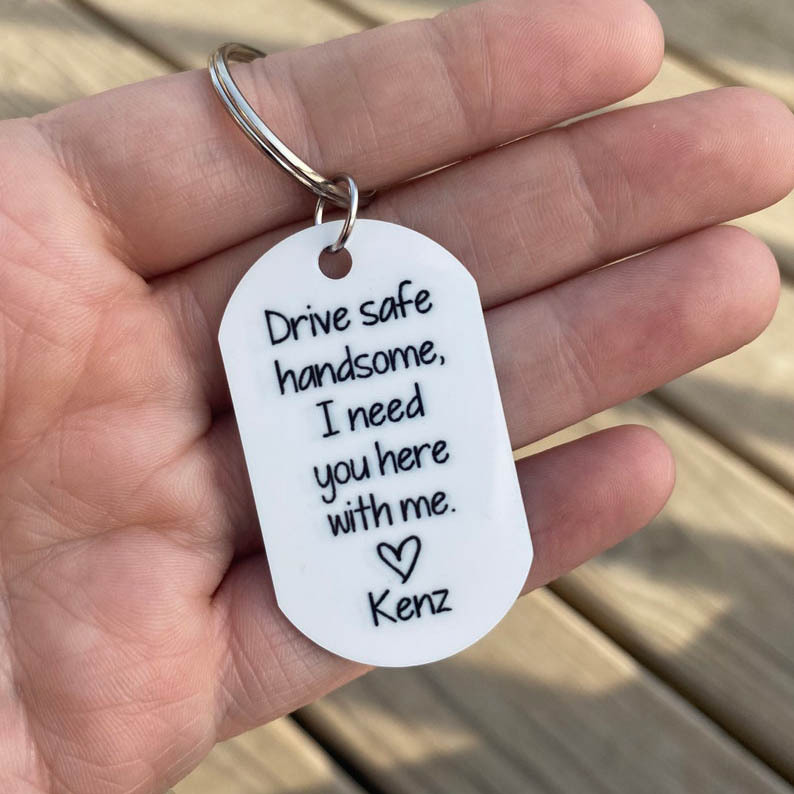 Drive safe
handsome,
I need
you here
with me.
♡
Kenz